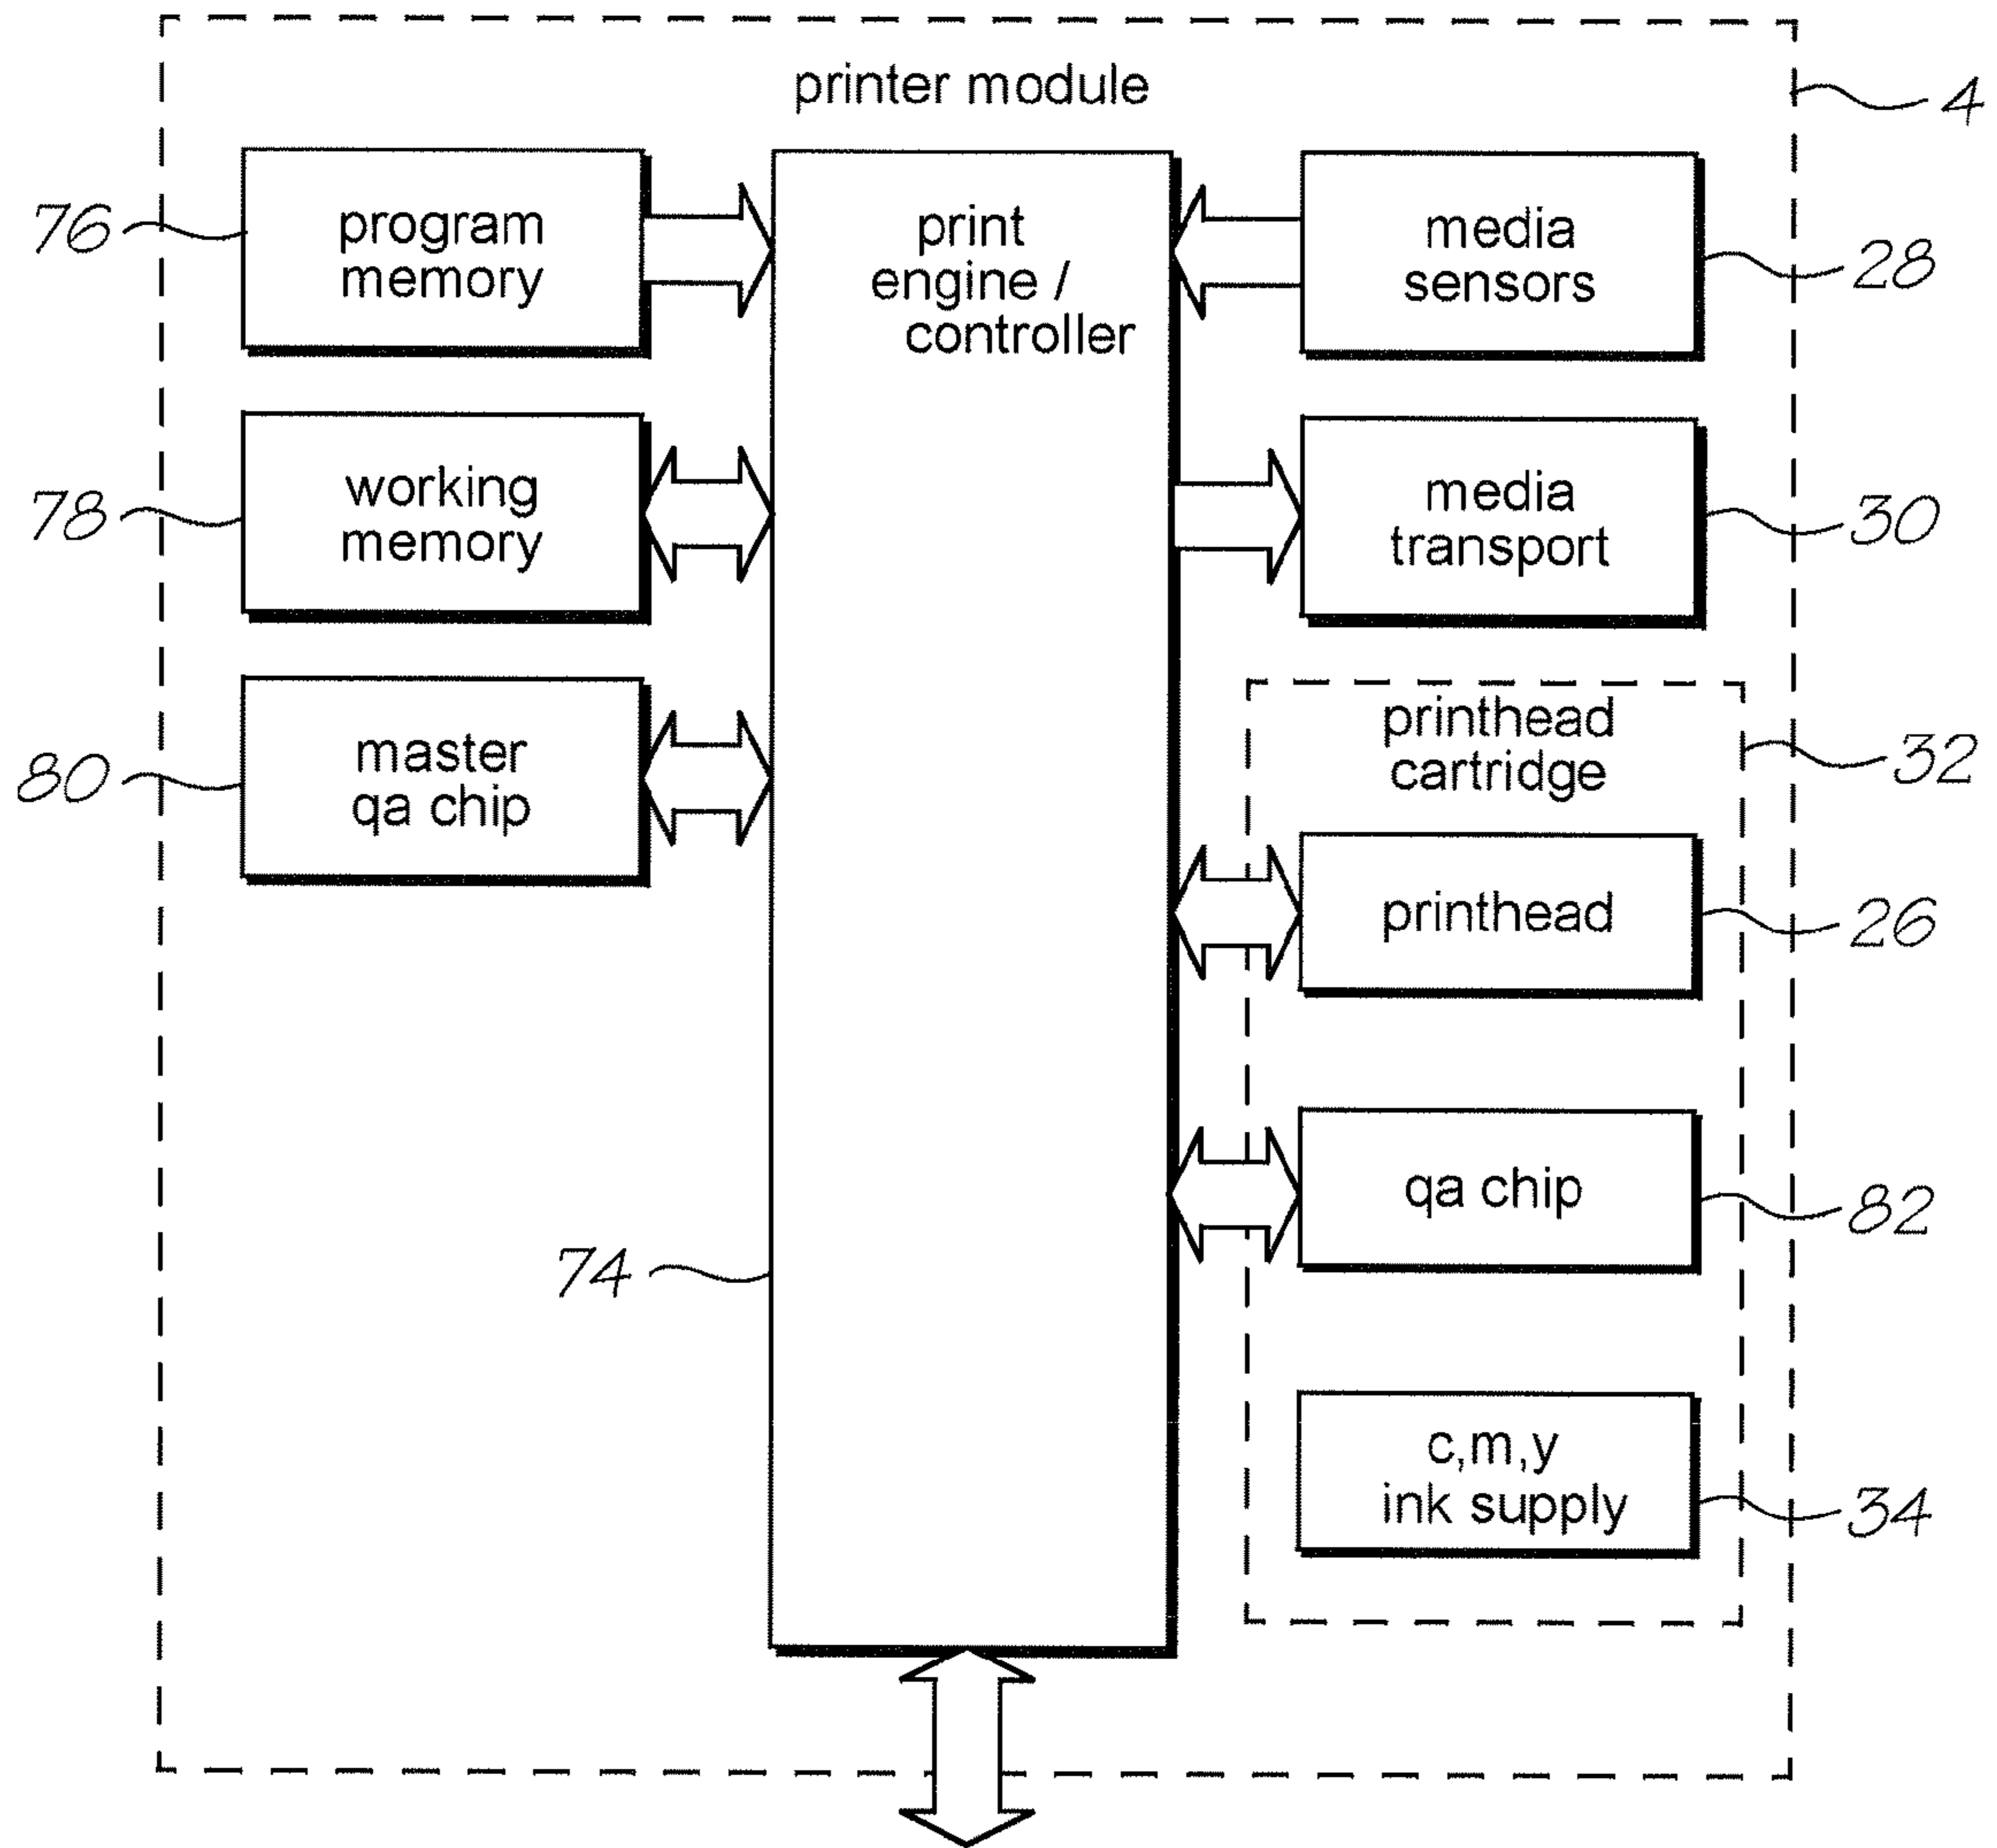 printer module
4
76
program
memory
print
engine /
controller
media
sensors
28
78
working
memory
media
transport
30
80
master
qa chip
printhead
cartridge
32
printhead
26
74
qa chip
82
c,m,y
ink supply
34